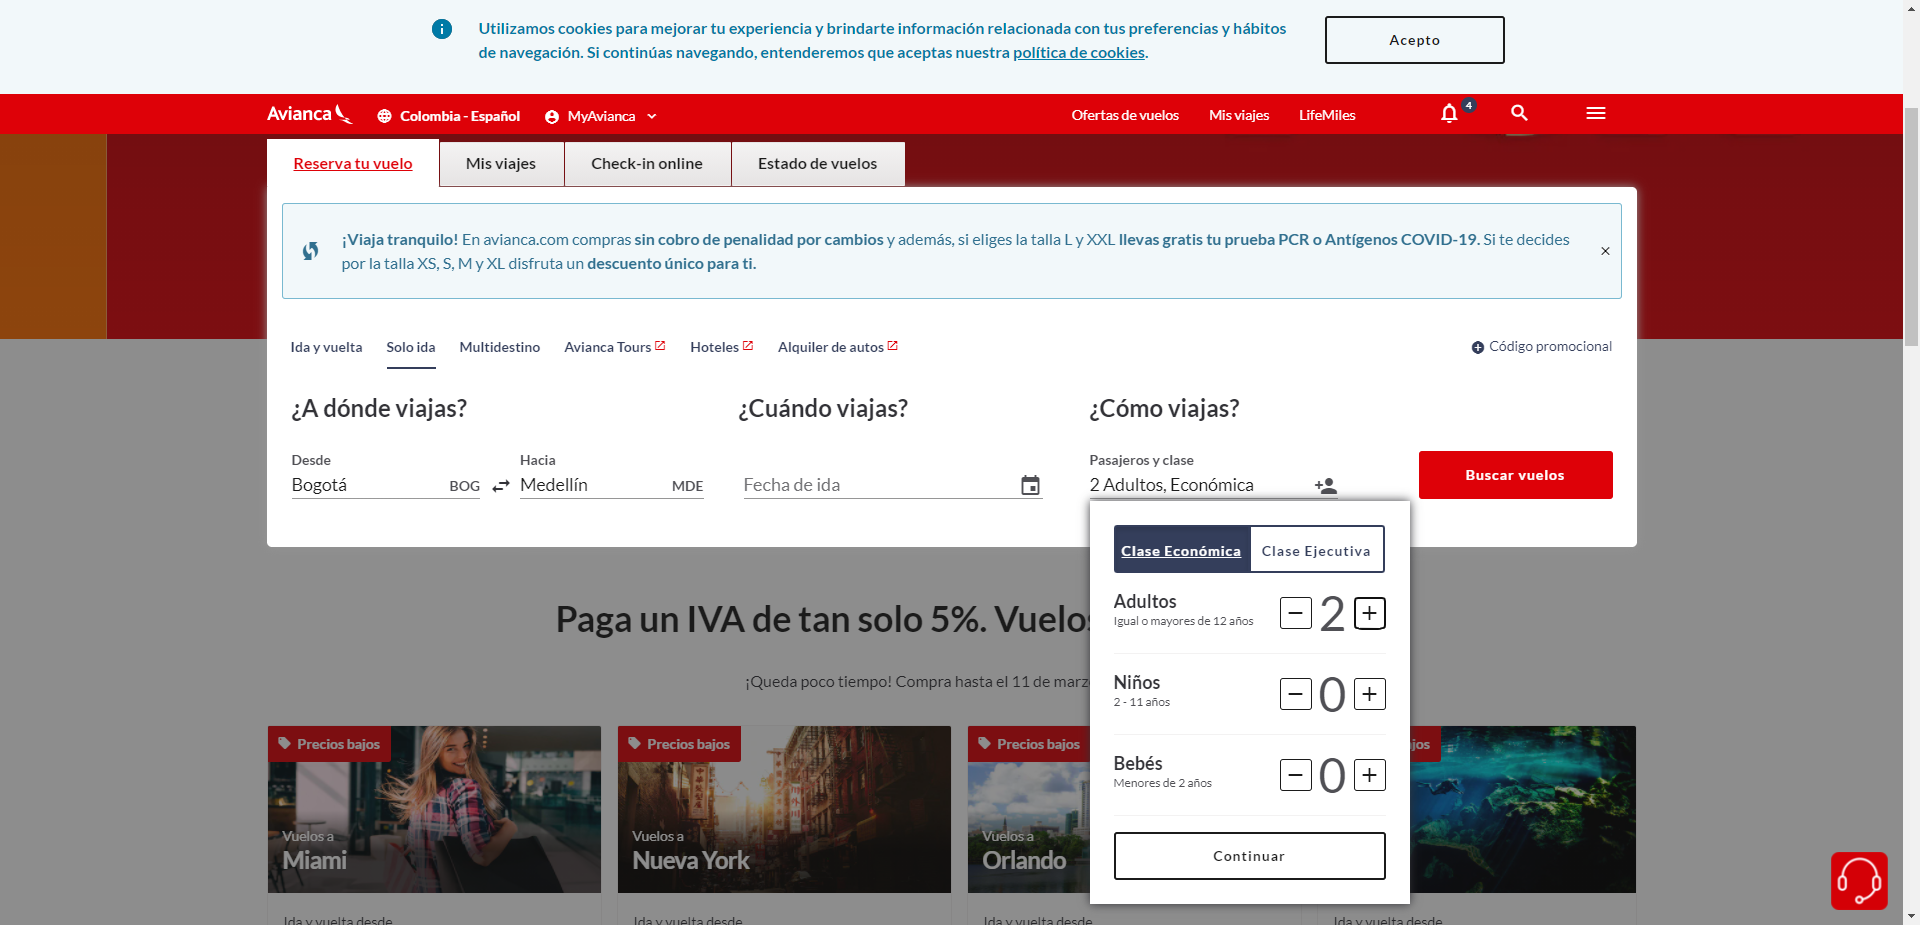 Utilizamos cookies para mejorar tu experiencia y brindarte información relacionada con tus preferencias y hábitos
de navegación. Si continúas navegando, entenderemos que aceptas nuestra política de cookies.
Acepto
Avianca
Colombia - Español
MyAvianca
Ofertas de vuelos
Mis viajes
LifeMiles
4
Reserva tu vuelo
Mis viajes
Check-in online
Estado de vuelos
¡Viaja tranquilo! En avianca.com compras sin cobro de penalidad por cambios y además, si eliges la talla L y XXL llevas gratis tu prueba PCR o Antígenos COVID-19. Si te decides
por la talla XS, S, M y XL disfruta un descuento único para ti.
Ida y vuelta
Solo ida
Multidestino
Avianca Tours
Hoteles
Alquiler de autos
Código promocional
¿A dónde viajas?
¿Cuándo viajas?
¿Cómo viajas?
Desde
Bogotá BOG
Hacia
Medellín MDE
Fecha de ida
Pasajeros y clase
2 Adultos, Económica
Buscar vuelos
Clase Económica
Clase Ejecutiva
Adultos
Igual o mayores de 12 años
2
Niños
2 - 11 años
0
Bebés
Menores de 2 años
0
Continuar
Paga un IVA de tan solo 5%. Vuelos
¡Queda poco tiempo! Compra hasta el 11 de marzo
Precios bajos
Vuelos a
Miami
Ida y vuelta desde
Precios bajos
Vuelos a
Nueva York
Ida y vuelta desde
Precios bajos
Vuelos a
Orlando
Ida y vuelta desde
Ida y vuelta desde